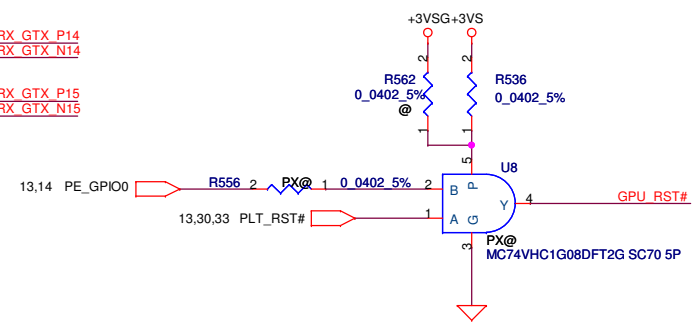 +3VSG+3VS
RX_GTX_P14
RX_GTX_N14
2 2
R562 R536
0_0402_5% 0_0402_5%
@
RX_GTX_P15
RX_GTX_N15
1 1
5 U8
P
13,14 PE_GPIO0 R556 2 PX@ 1 0_0402_5% 2 B
Y 4 GPU_RST#
13,30,33 PLT_RST# 1 A
G
3 PX@
MC74VHC1G08DFT2G SC70 5P